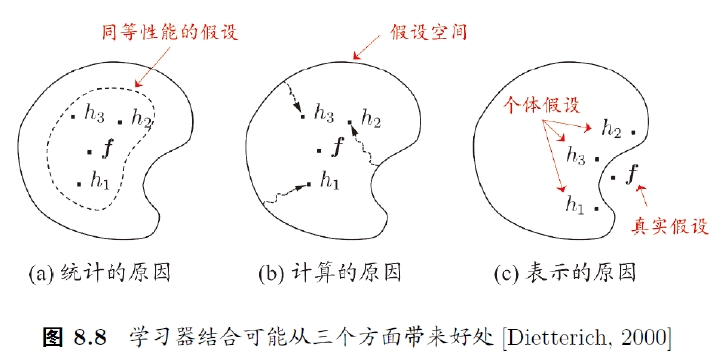 同等性能的假设
假设空间
h3
h2
f
h1
h3
h2
f
h1
个体假设
h2
h3
f
h1
真实假设
(a) 统计的原因
(b) 计算的原因
(c) 表示的原因
图 8.8 学习器结合可能从三个方面带来好处 [Dietterich, 2000]